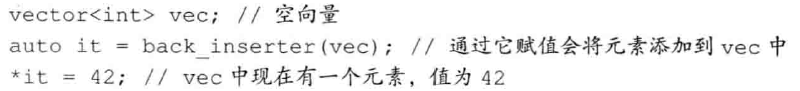 vector<int> vec; // 空向量
auto it = back_inserter(vec); // 通过它赋值会将元素添加到 vec 中
*it = 42; // vec 中现在有一个元素，值为 42